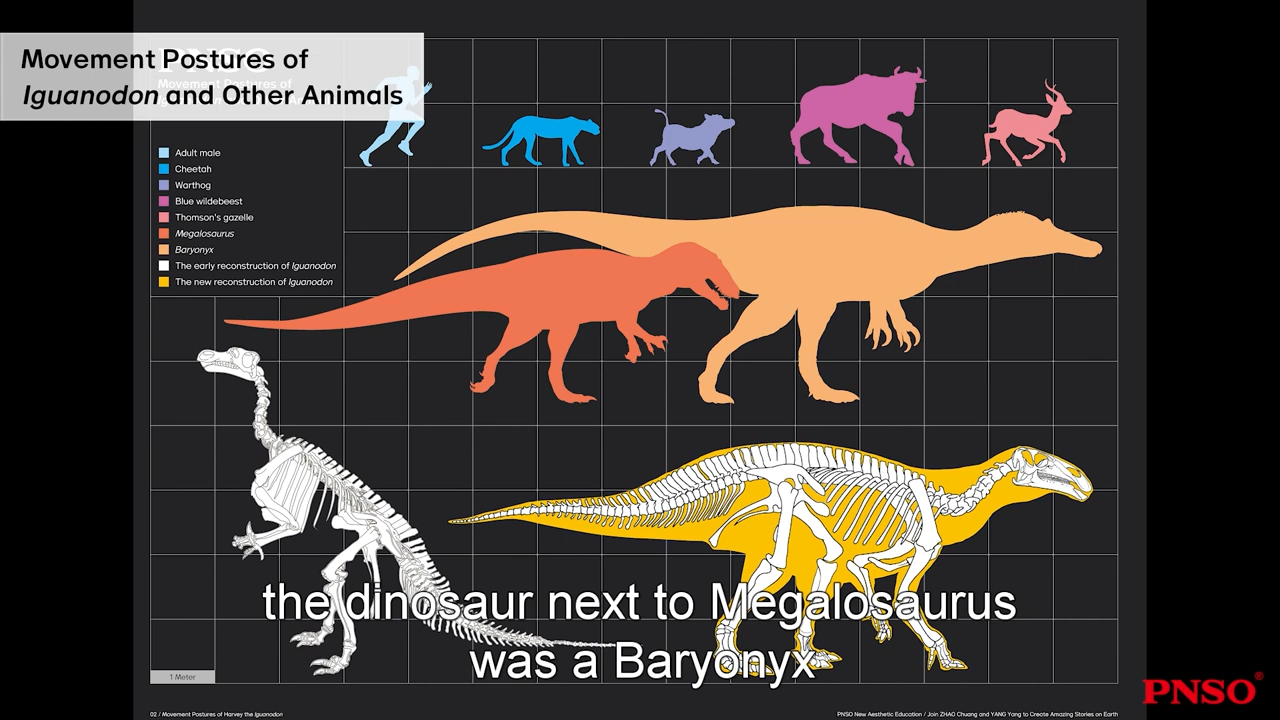 Movement Postures of
Iguanodon and Other Animals
Adult male
Cheetah
Warthog
Blue wildebeest
Thomson's gazelle
Megalosaurus
Baryonyx
The early reconstruction of Iguanodon
The new reconstruction of Iguanodon
the dinosaur next to Megalosaurus
was a Baryonyx
1 Meter
PNSO®
02 / Movement Postures of Harvey the Iguanodon
PNSO New Aesthetic Education / Join ZHAO Chuang and YANG Yang to Create Amazing Stories on Earth